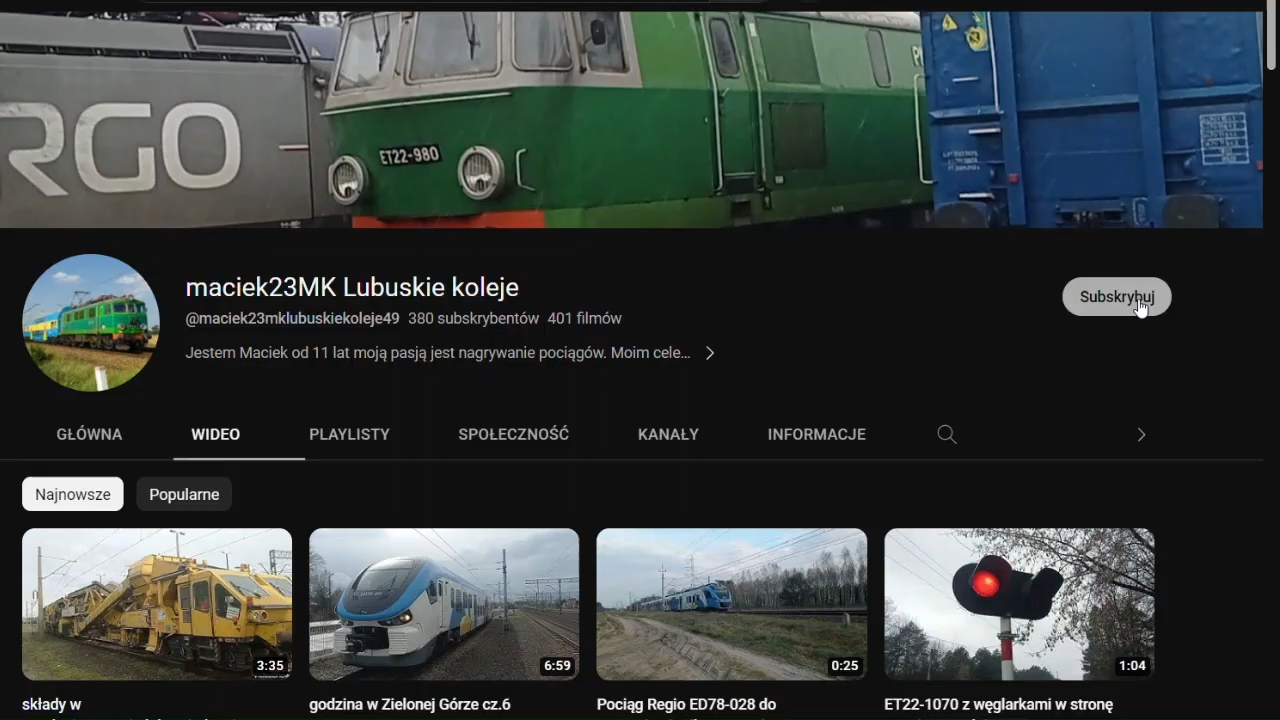 RGO
ET22-980
maciek23MK Lubuskie koleje
Subskrybuj
@maciek23mklubuskiekoleje49 380 subskrybentów 401 filmów
Jestem Maciek od 11 lat moją pasją jest nagrywanie pociągów. Moim cele...
GŁÓWNA WIDEO PLAYLISTY SPOŁECZNOŚĆ KANAŁY INFORMACJE
Najnowsze Popularne
3:35 6:59 0:25 1:04
składy w godzina w Zielonej Górze cz.6 Pociąg Regio ED78-028 do ET22-1070 z węglarkami w stronę